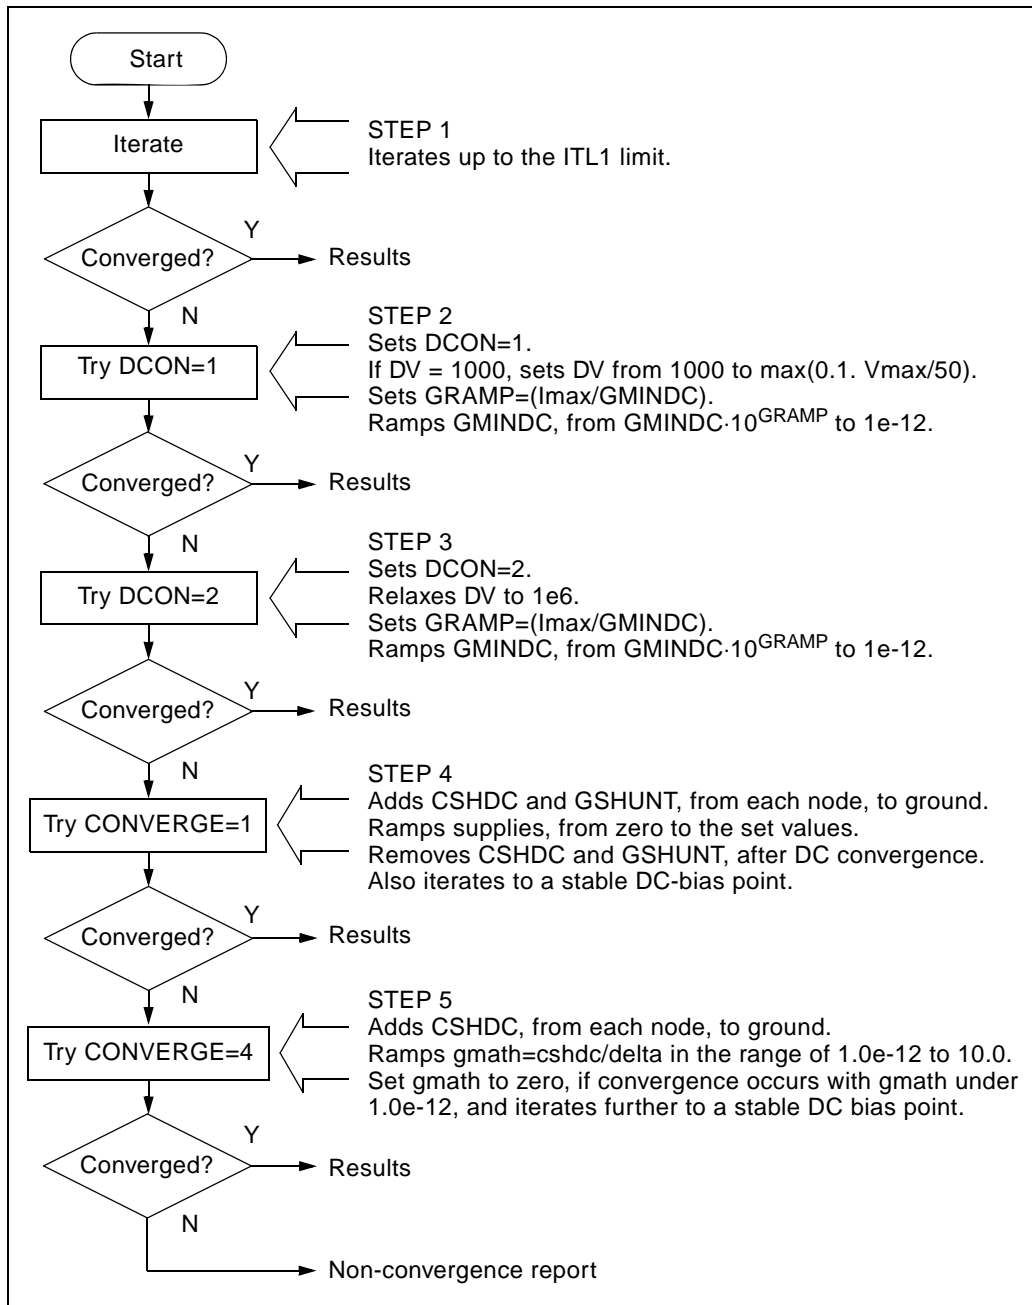 Start
Iterate
STEP 1
Iterates up to the ITL1 limit.
Converged?
Y
Results
N
Try DCON=1
STEP 2
Sets DCON=1.
If DV = 1000, sets DV from 1000 to max(0.1. Vmax/50).
Sets GRAMP=(Imax/GMINDC).
Ramps GMINDC, from GMINDC·10^GRAMP to 1e-12.
Converged?
Y
Results
N
Try DCON=2
STEP 3
Sets DCON=2.
Relaxes DV to 1e6.
Sets GRAMP=(Imax/GMINDC).
Ramps GMINDC, from GMINDC·10^GRAMP to 1e-12.
Converged?
Y
Results
N
Try CONVERGE=1
STEP 4
Adds CSHDC and GSHUNT, from each node, to ground.
Ramps supplies, from zero to the set values.
Removes CSHDC and GSHUNT, after DC convergence.
Also iterates to a stable DC-bias point.
Converged?
Y
Results
N
Try CONVERGE=4
STEP 5
Adds CSHDC, from each node, to ground.
Ramps gmath=cshdc/delta in the range of 1.0e-12 to 10.0.
Set gmath to zero, if convergence occurs with gmath under
1.0e-12, and iterates further to a stable DC bias point.
Converged?
Y
Results
N
Non-convergence report